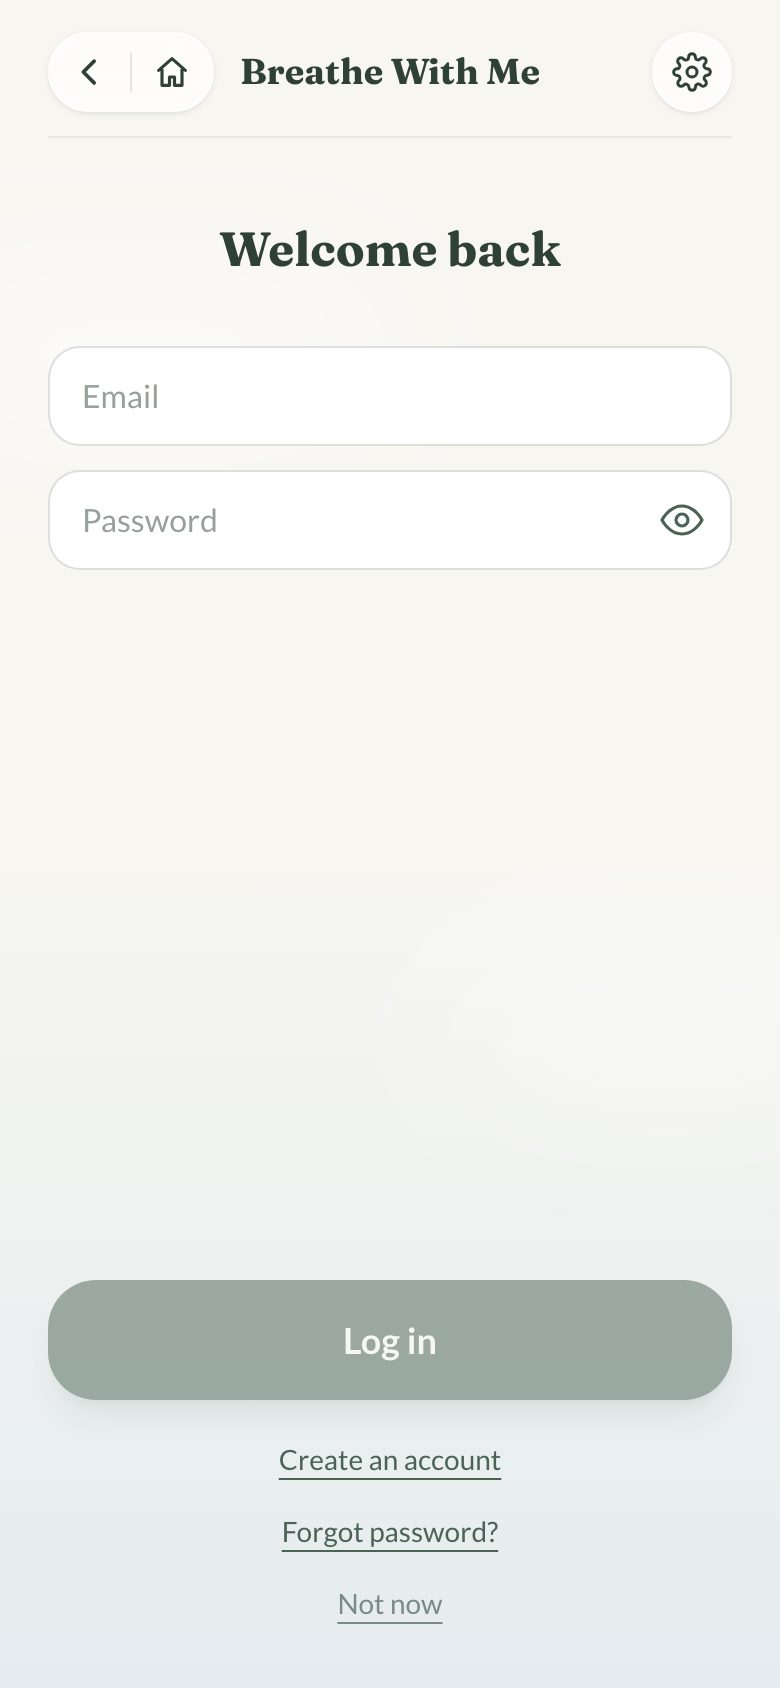 Breathe With Me
Welcome back
Email
Password
Log in
Create an account
Forgot password?
Not now